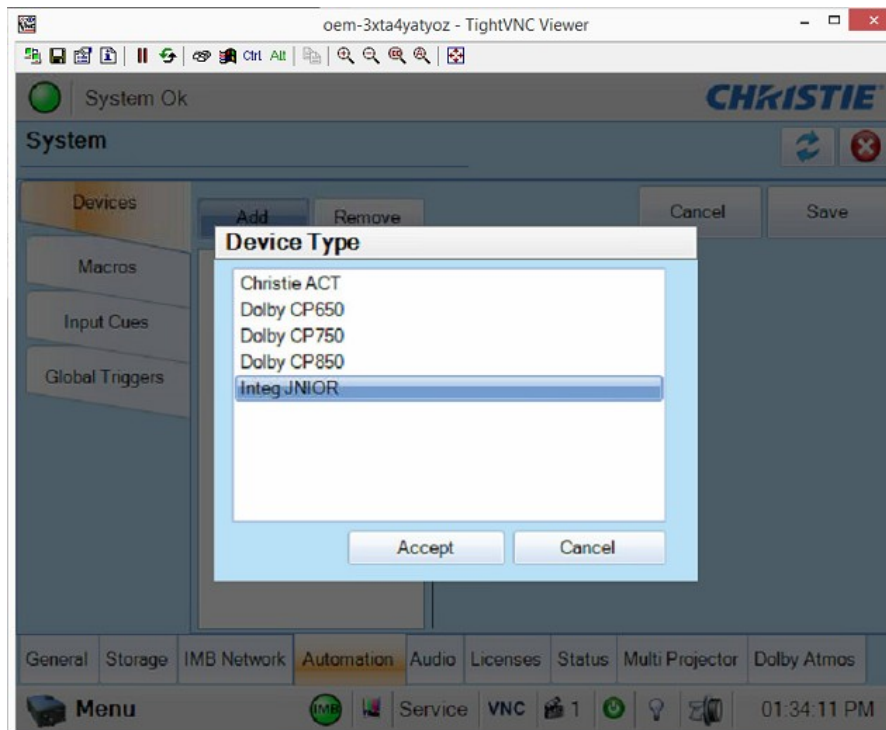 oem-3xta4yatyoz - TightVNC Viewer
Ctrl Alt
System Ok
CHRISTIE
System
Devices
Add
Remove
Cancel
Save
Macros
Input Cues
Global Triggers
Device Type
Christie ACT
Dolby CP650
Dolby CP750
Dolby CP850
Integ JNIOR
Accept
Cancel
General Storage IMB Network Automation Audio Licenses Status Multi Projector Dolby Atmos
Menu IMB Service VNC 1 01:34:11 PM